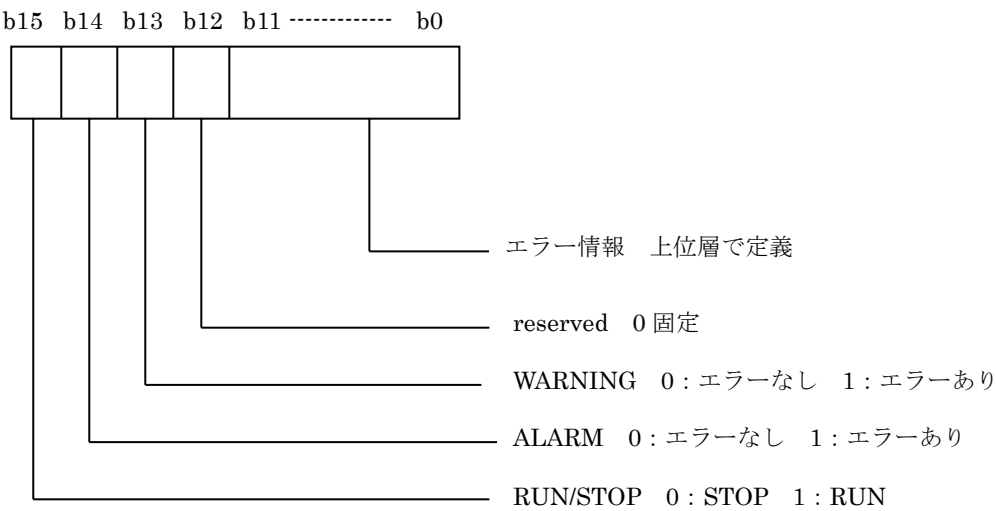 b15 b14 b13 b12 b11 ------------- b0
エラー情報　上位層で定義
reserved　0 固定
WARNING　0：エラーなし　1：エラーあり
ALARM　0：エラーなし　1：エラーあり
RUN/STOP　0：STOP　1：RUN